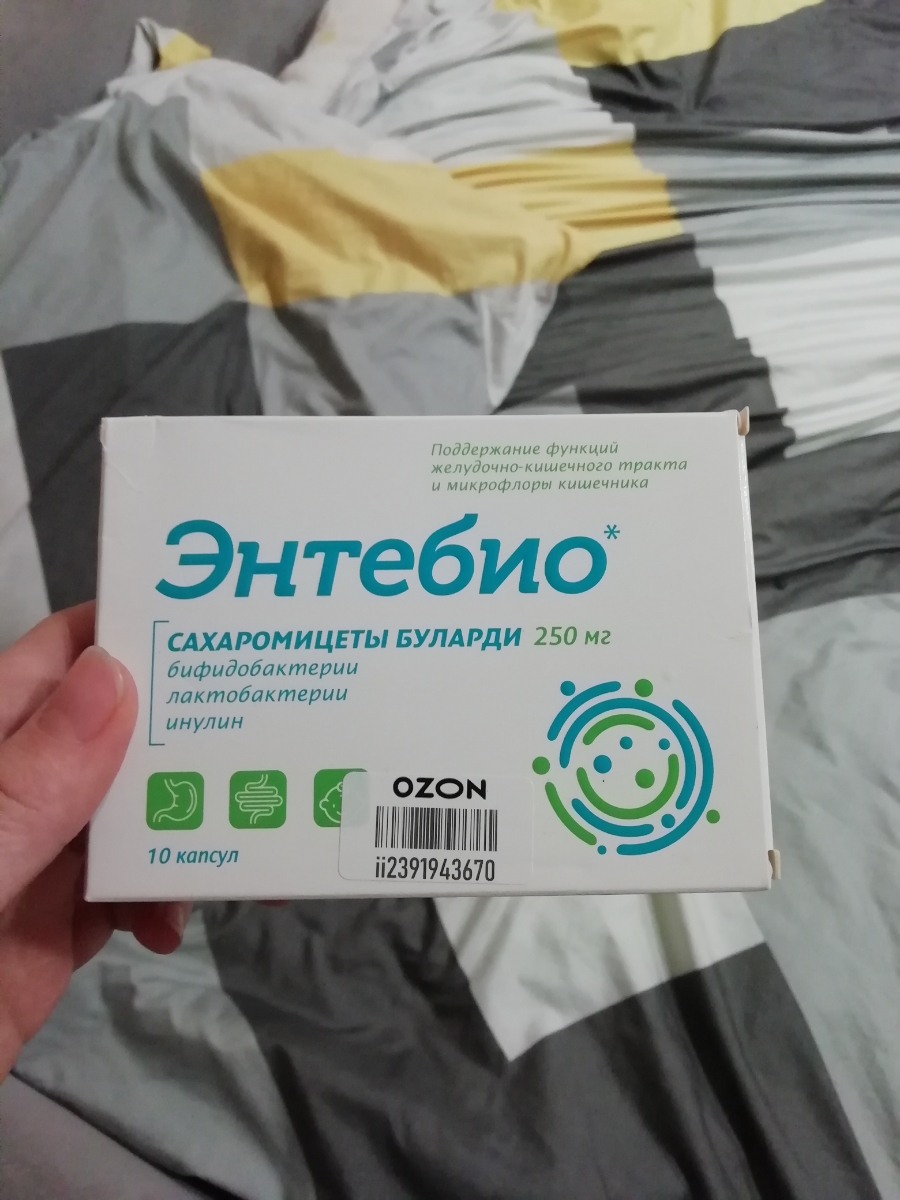 Поддержание функций
желудочно-кишечного тракта
и микрофлоры кишечника
Энтебио*
САХАРОМИЦЕТЫ БУЛАРДИ 250 мг
бифидобактерии
лактобактерии
инулин
OZON
ii2391943670
10 капсул